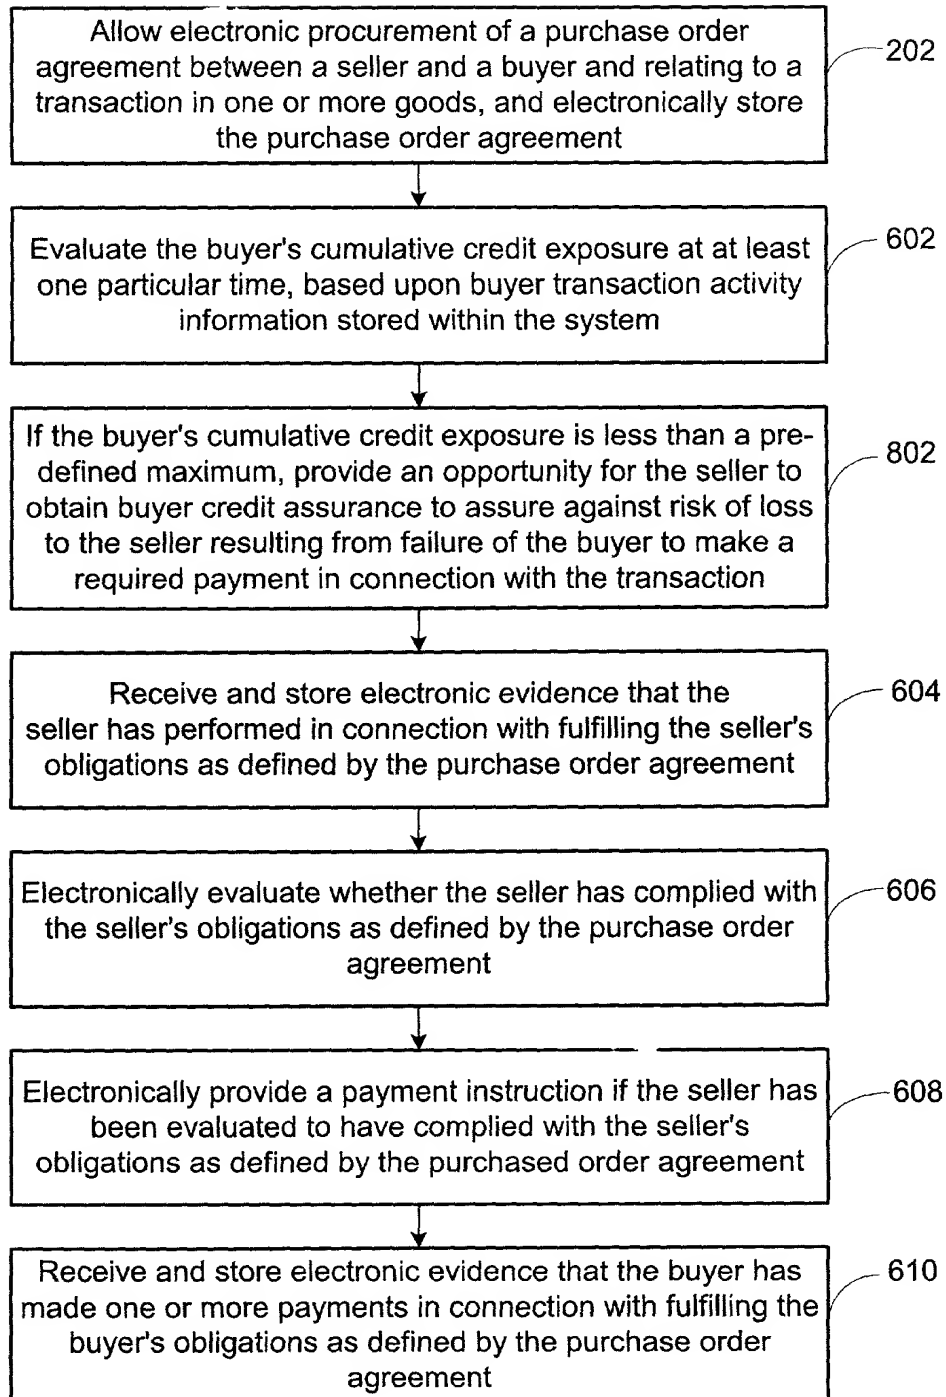 Allow electronic procurement of a purchase order
agreement between a seller and a buyer and relating to a
transaction in one or more goods, and electronically store
the purchase order agreement
202
Evaluate the buyer's cumulative credit exposure at at least
one particular time, based upon buyer transaction activity
information stored within the system
602
If the buyer's cumulative credit exposure is less than a pre-
defined maximum, provide an opportunity for the seller to
obtain buyer credit assurance to assure against risk of loss
to the seller resulting from failure of the buyer to make a
required payment in connection with the transaction
802
Receive and store electronic evidence that the
seller has performed in connection with fulfilling the seller's
obligations as defined by the purchase order agreement
604
Electronically evaluate whether the seller has complied with
the seller's obligations as defined by the purchase order
agreement
606
Electronically provide a payment instruction if the seller has
been evaluated to have complied with the seller's
obligations as defined by the purchased order agreement
608
Receive and store electronic evidence that the buyer has
made one or more payments in connection with fulfilling the
buyer's obligations as defined by the purchase order
agreement
610